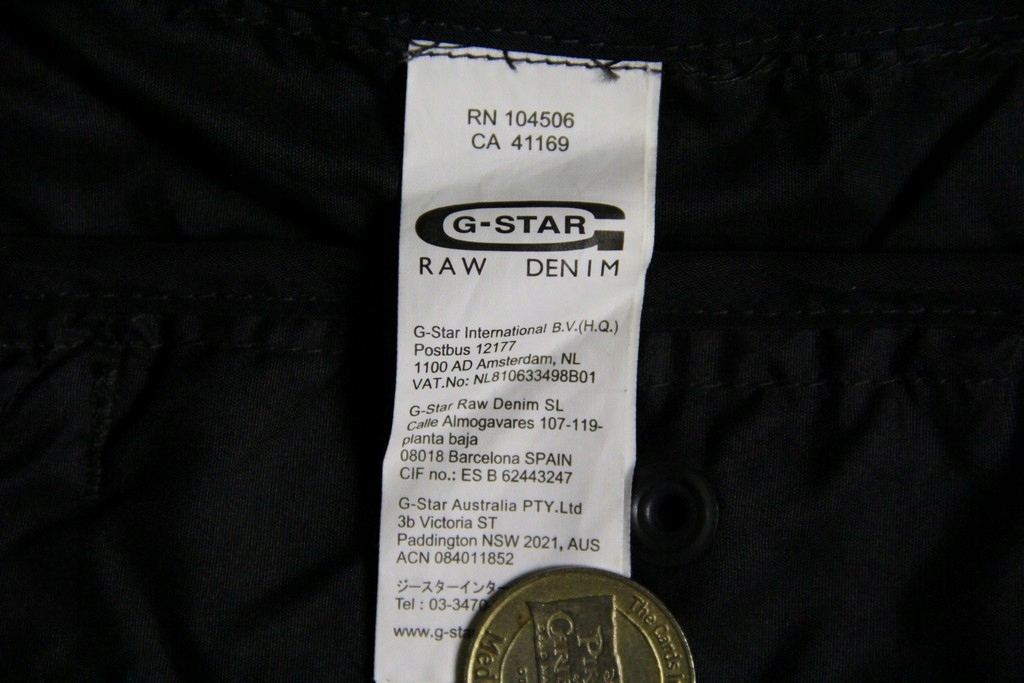 RN 104506
CA 41169
G-STAR
RAW DENIM
G-Star International B.V.(H.Q.)
Postbus 12177
1100 AD Amsterdam, NL
VAT.No: NL810633498B01
G-Star Raw Denim SL
Calle Almogavares 107-119-
planta baja
08018 Barcelona SPAIN
CIF no.: ES B 62443247
G-Star Australia PTY.Ltd
3b Victoria ST
Paddington NSW 2021, AUS
ACN 084011852
ジースターインタ
Tel : 03-3470
www.g-sta
The Cards